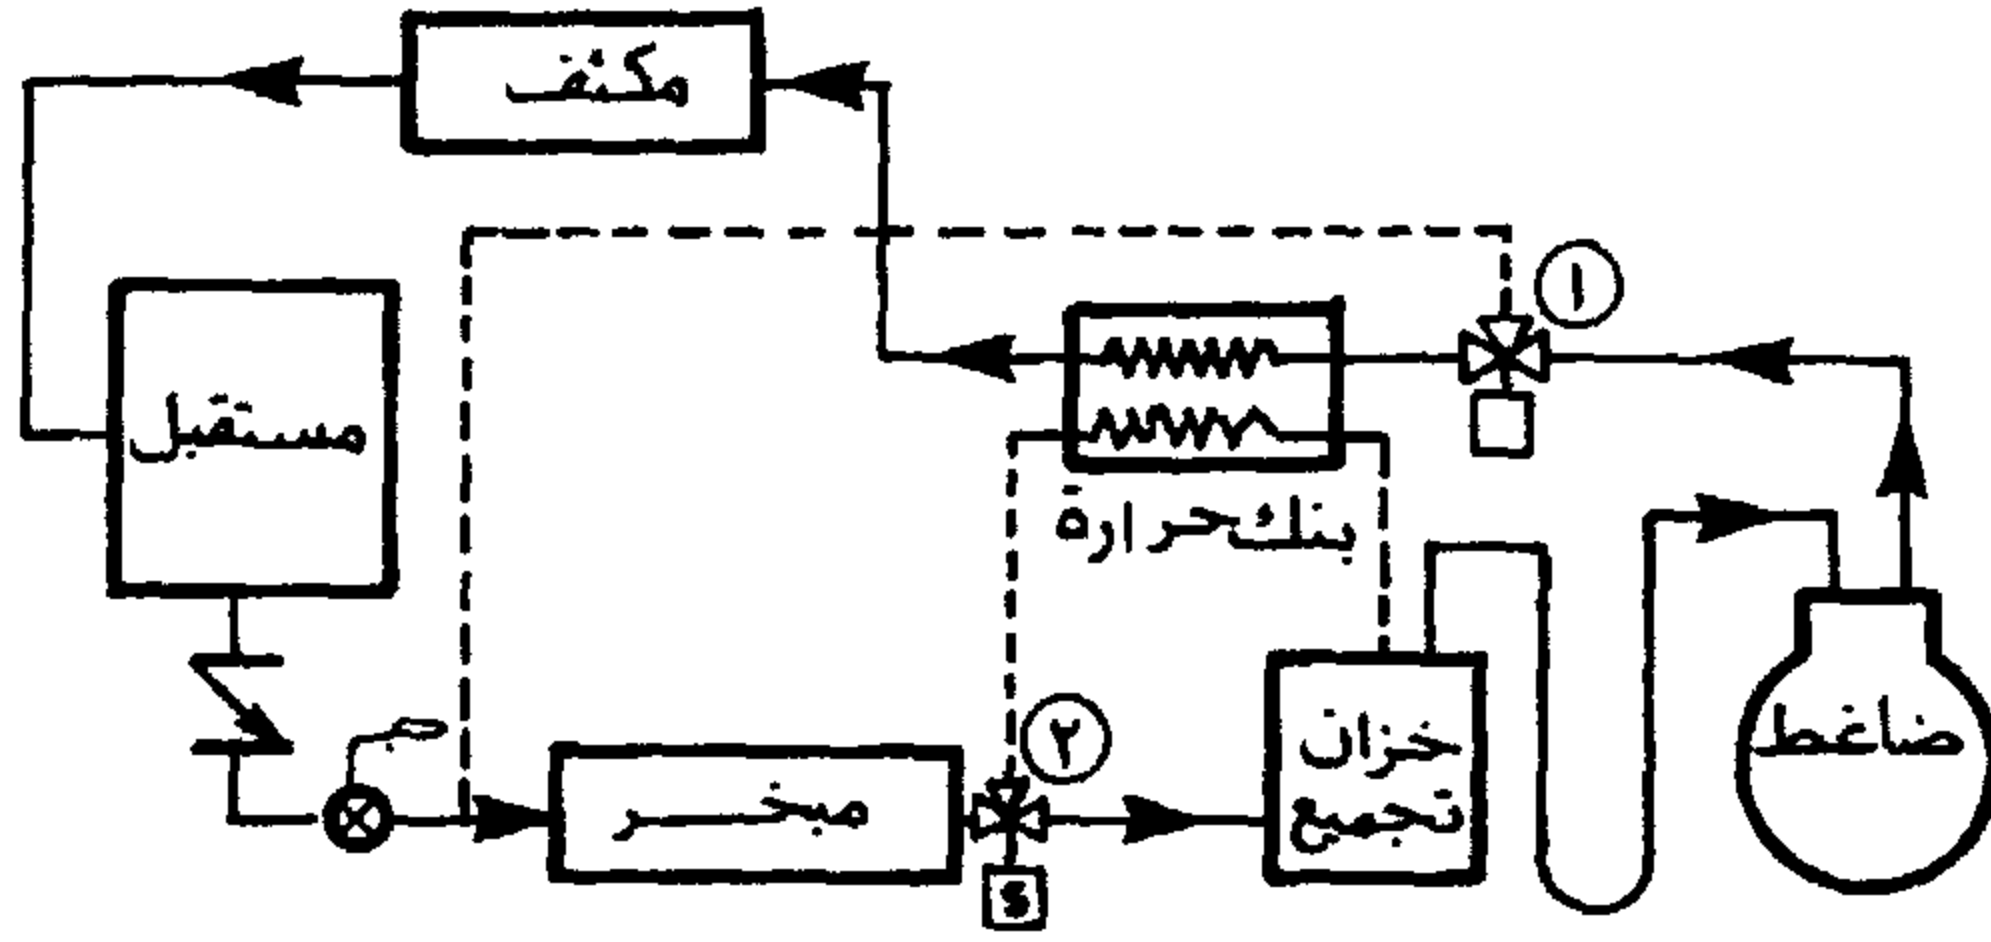 مكثف
١
مستقبل
بنك حرارة
٢
خزان
تجميع
ضاغط
مبخر
S